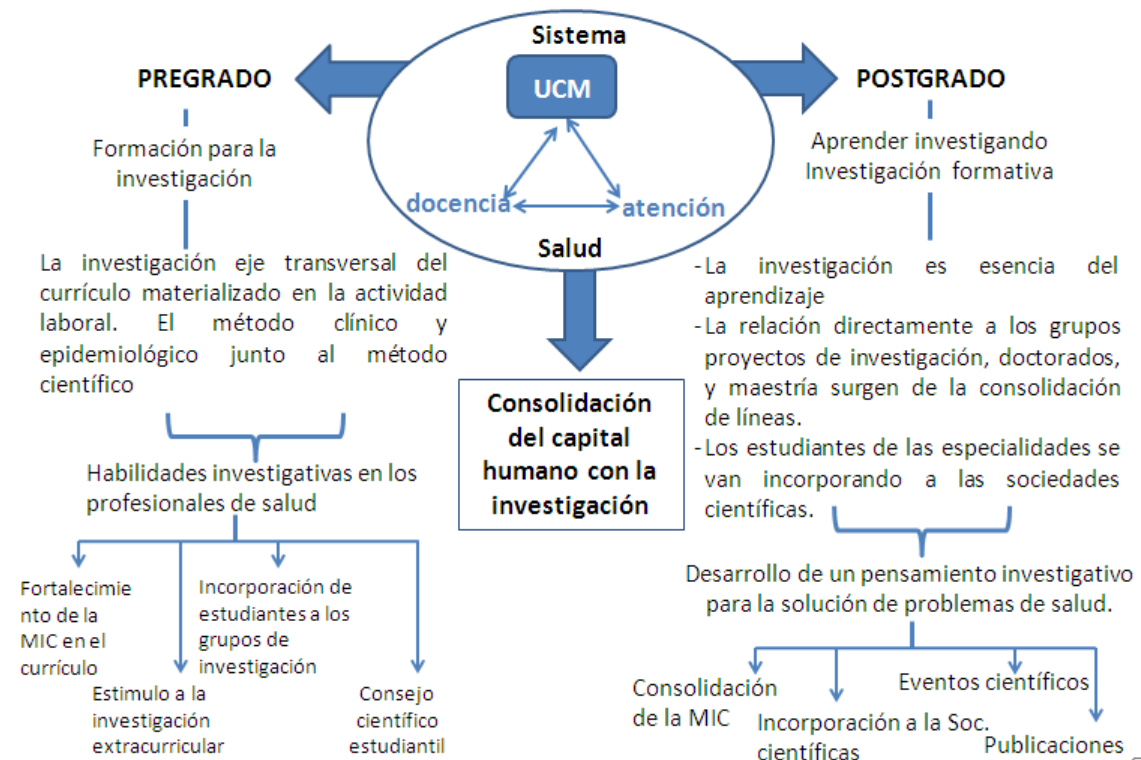 Sistema
UCM
docencia
atención
Salud
PREGRADO
Formación para la
investigación
La investigación eje transversal del
currículo materializado en la actividad
laboral. El método clínico y
epidemiológico junto al método
científico
Habilidades investigativas en los
profesionales de salud
Fortalecimie
nto de la
MIC en el
currículo
Estimulo a la
investigación
extracurricular
Incorporación de
estudiantes a los
grupos de
investigación
Consejo
científico
estudiantil
Consolidación
del capital
humano con la
investigación
POSTGRADO
Aprender investigando
Investigación formativa
-La investigación es esencia del
aprendizaje
-La relación directamente a los grupos
proyectos de investigación, doctorados,
y maestría surgen de la consolidación
de líneas.
-Los estudiantes de las especialidades se
van incorporando a las sociedades
científicas.
Desarrollo de un pensamiento investigativo
para la solución de problemas de salud.
Consolidación
de la MIC
Incorporación a la Soc.
científicas
Eventos científicos
Publicaciones